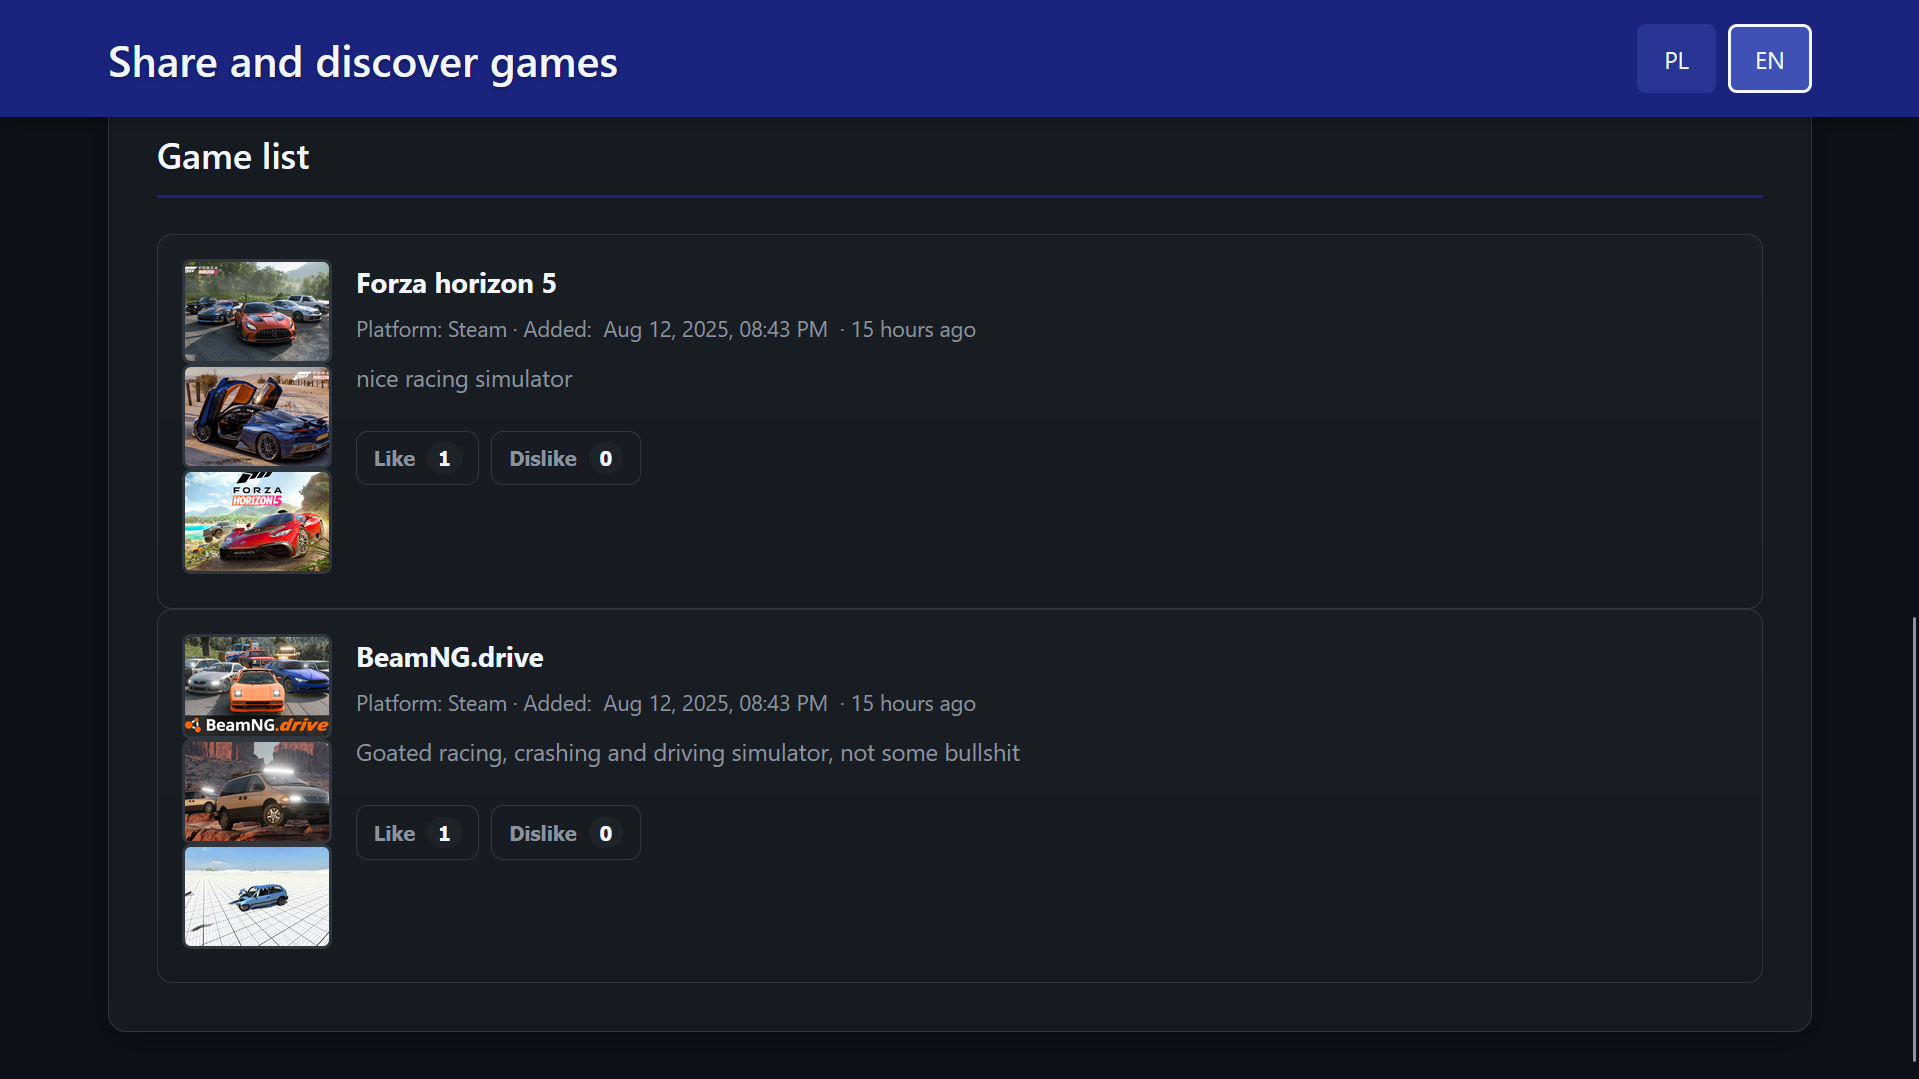 Share and discover games
PL
EN
Game list
Forza horizon 5
Platform: Steam · Added: Aug 12, 2025, 08:43 PM · 15 hours ago
nice racing simulator
Like 1
Dislike 0
FORZA
HORIZON 5
BeamNG.drive
Platform: Steam · Added: Aug 12, 2025, 08:43 PM · 15 hours ago
Goated racing, crashing and driving simulator, not some bullshit
Like 1
Dislike 0
BeamNG.drive